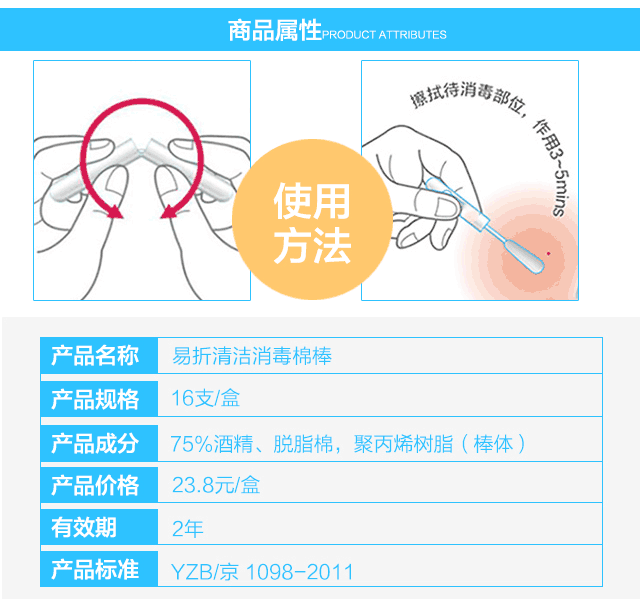 商品属性PRODUCT ATTRIBUTES
擦拭待消毒部位，作用3~5mins
使用
方法
产品名称 易折清洁消毒棉棒
产品规格 16支/盒
产品成分 75%酒精、脱脂棉，聚丙烯树脂（棒体）
产品价格 23.8元/盒
有效期 2年
产品标准 YZB/京 1098-2011